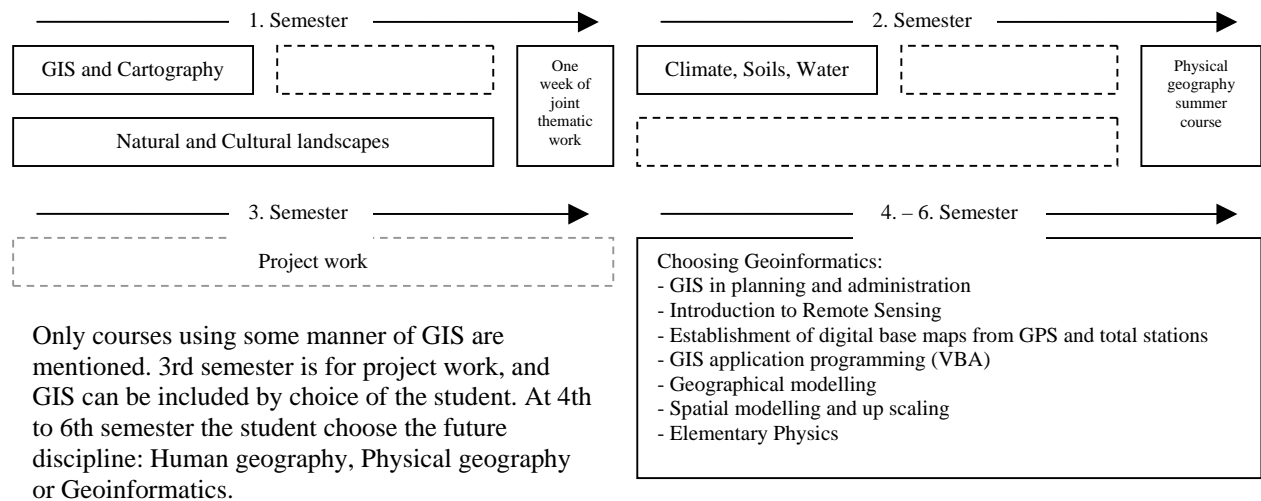 1. Semester
GIS and Cartography
One
week of
joint
thematic
work
Natural and Cultural landscapes
2. Semester
Climate, Soils, Water
Physical
geography
summer
course
3. Semester
Project work
Only courses using some manner of GIS are
mentioned. 3rd semester is for project work, and
GIS can be included by choice of the student. At 4th
to 6th semester the student choose the future
discipline: Human geography, Physical geography
or Geoinformatics.
4. – 6. Semester
Choosing Geoinformatics:
- GIS in planning and administration
- Introduction to Remote Sensing
- Establishment of digital base maps from GPS and total stations
- GIS application programming (VBA)
- Geographical modelling
- Spatial modelling and up scaling
- Elementary Physics